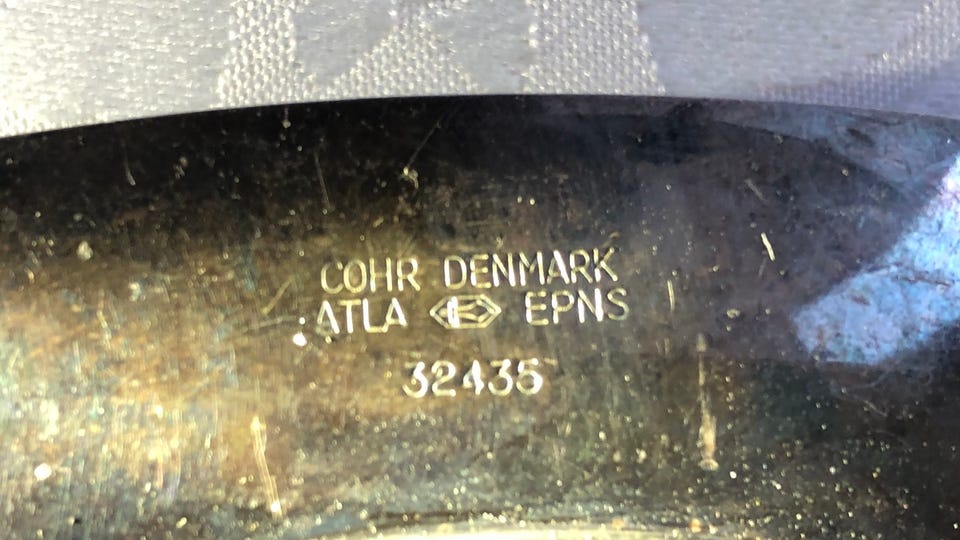 COHR DENMARK
ATLA EPNS
32435